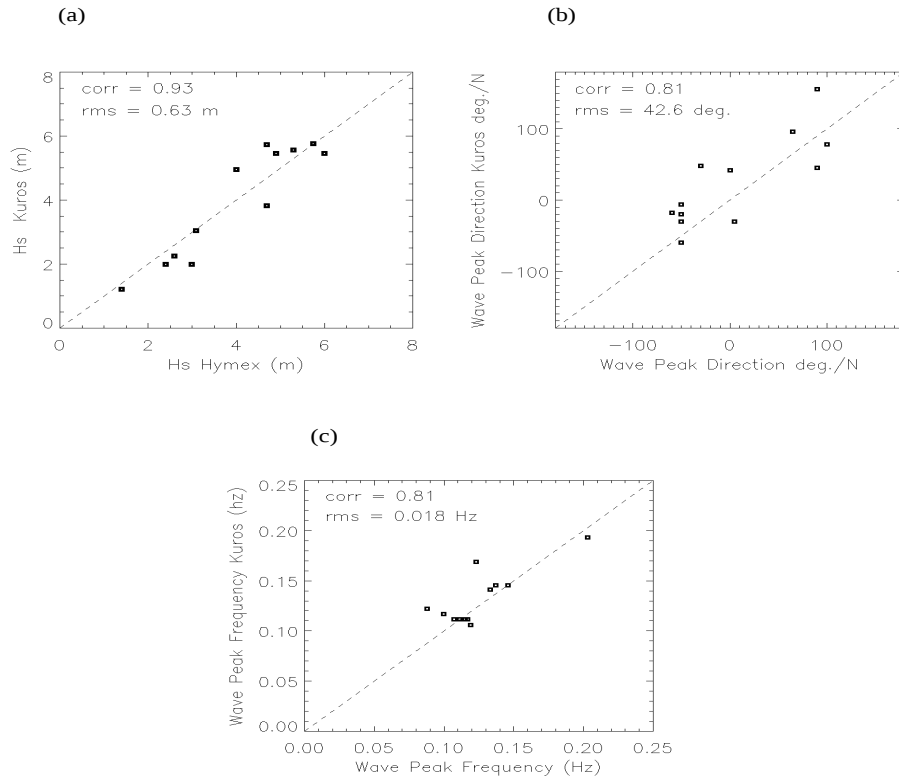 (a)
corr = 0.93
rms = 0.63 m
8
6
4
2
0
Hs Kuros (m)
0 2 4 6 8
Hs Hymex (m)
(b)
corr = 0.81
rms = 42.6 deg.
100
0
−100
Wave Peak Direction Kuros deg./N
−100 0 100
Wave Peak Direction deg./N
(c)
corr = 0.81
rms = 0.018 Hz
0.25
0.20
0.15
0.10
0.05
0.00
Wave Peak Frequency Kuros (hz)
0.00 0.05 0.10 0.15 0.20 0.25
Wave Peak Frequency (Hz)